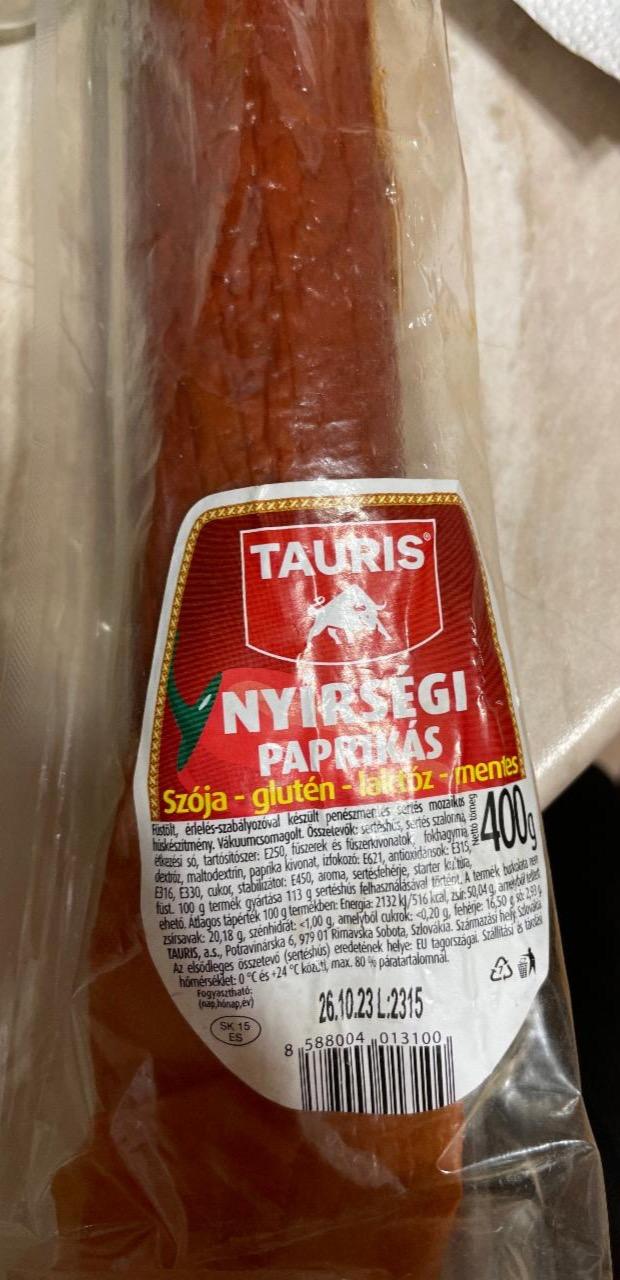 TAURIS®
NYÍRSÉGI
PAPRIKÁS
Szója - glutén - laktóz - mentes
Füstölt, érlelés-szabályozóval készült penészmentes sertés mozaikos
húskészítmény. Vákuumcsomagolt. Összetevők: sertéshús, sertés szalonna,
étkezési só, tartósítószer: E250, fűszerek és fűszerkivonatok, fokhagyma,
dextróz, maltodextrin, paprika kivonat, ízfokozó: E621, antioxidánsok: E315,
E316, E330, cukor, stabilizátor: E450, aroma, sertésfehérje, starter kultúra,
füst. 100 g termék gyártása 113 g sertéshús felhasználásával történt. A termék burkolata nem
ehető. Átlagos tápérték 100 g termékben: Energia: 2132 kJ/516 kcal, zsír: 50,04 g, amelyből telített
zsírsavak: 20,18 g, szénhidrát: <1,00 g, amelyből cukrok: <0,20 g, fehérje: 16,50 g só: 2,93 g.
TAURIS, a.s., Potravinárska 6, 979 01 Rimavska Sobota, Szlovákia. Származási hely: Szlovákia
Az elsődleges összetevő (sertéshús) eredetének helye: EU tagországai. Szállítási és tárolási
hőmérséklet: 0 °C és +24 °C között, max. 80 % páratartalomnál.
Nettó tömeg
400g
Fogyasztható:
(nap,hónap,év)
26.10.23 L:2315
SK 15
ES
7
8 588004 013100